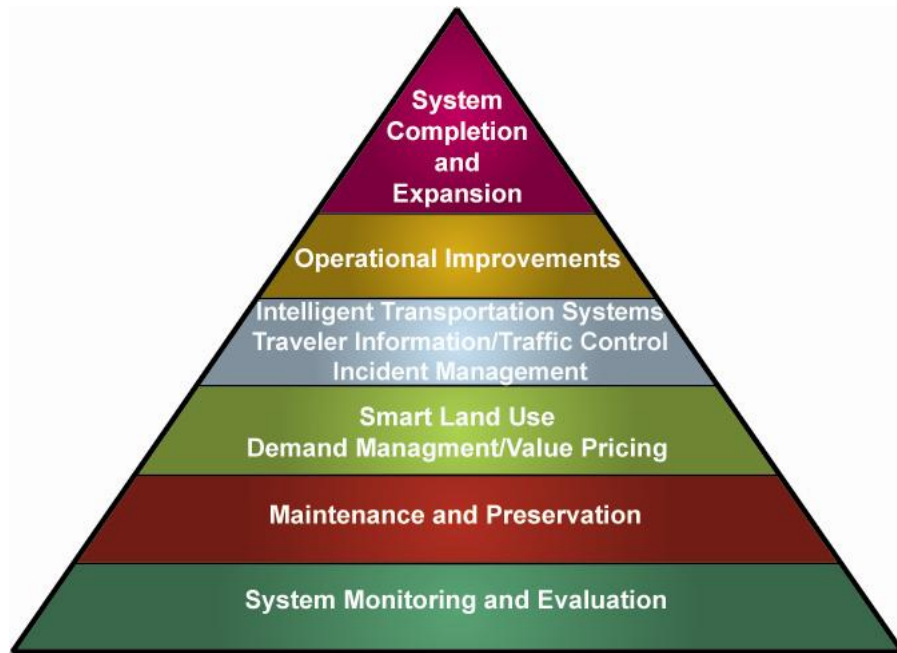 System
Completion
and
Expansion
Operational Improvements
Intelligent Transportation Systems
Traveler Information/Traffic Control
Incident Management
Smart Land Use
Demand Managment/Value Pricing
Maintenance and Preservation
System Monitoring and Evaluation